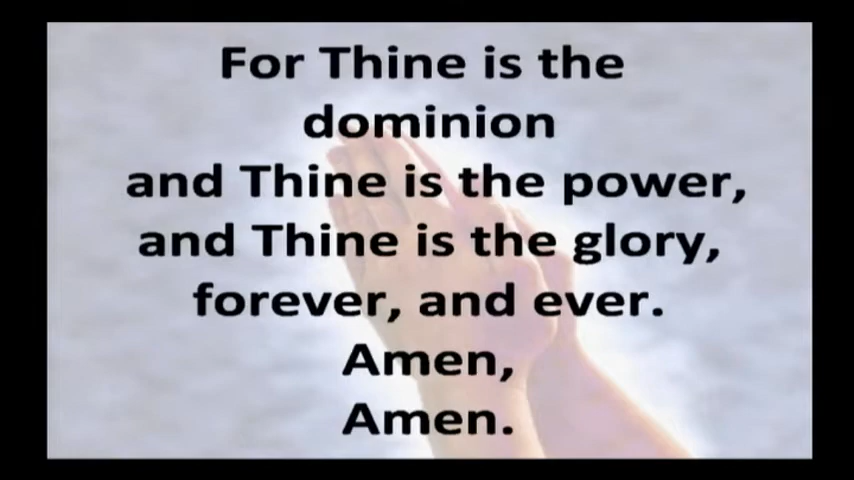 For Thine is the
dominion
and Thine is the power,
and Thine is the glory,
forever, and ever.
Amen,
Amen.